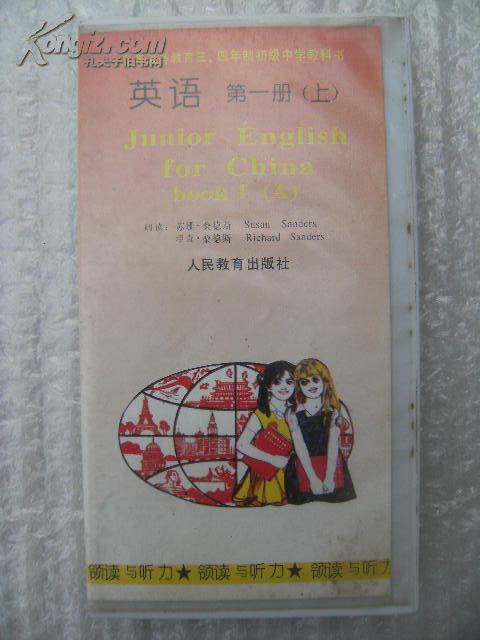 Kongfz.com
孔夫子旧书网
教育三、四年制初级中学教科书
英语 第一册(上)
Junior English
for China
book 1 (A)
朗读: 苏珊·桑德斯 Susan Sanders
理查·桑德斯 Richard Sanders
人民教育出版社
领读与听力★领读与听力★领读与听力